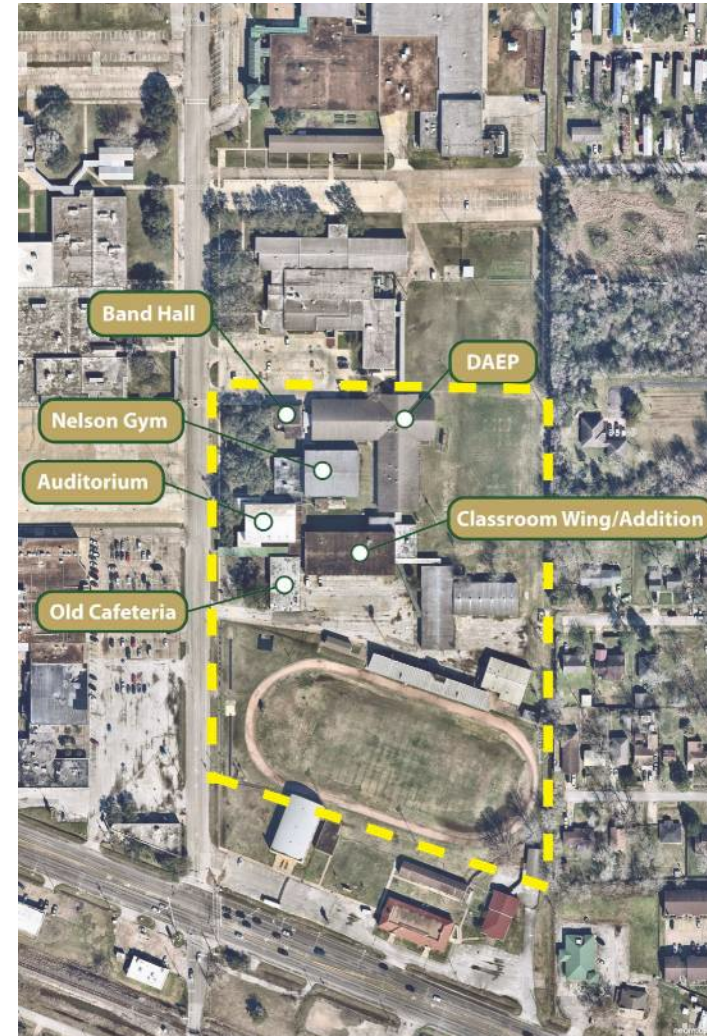 Band Hall
DAEP
Nelson Gym
Auditorium
Classroom Wing/Addition
Old Cafeteria